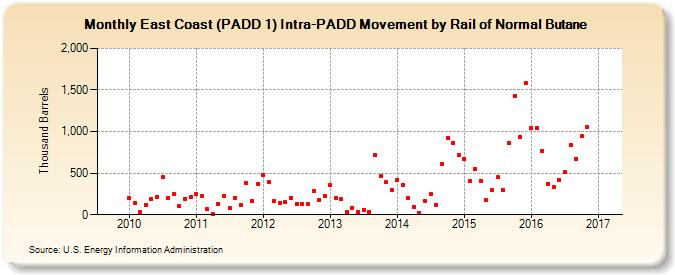 Monthly East Coast (PADD 1) Intra-PADD Movement by Rail of Normal Butane
Thousand Barrels
2,000
1,500
1,000
500
0
2010 2011 2012 2013 2014 2015 2016 2017
Source: U.S. Energy Information Administration